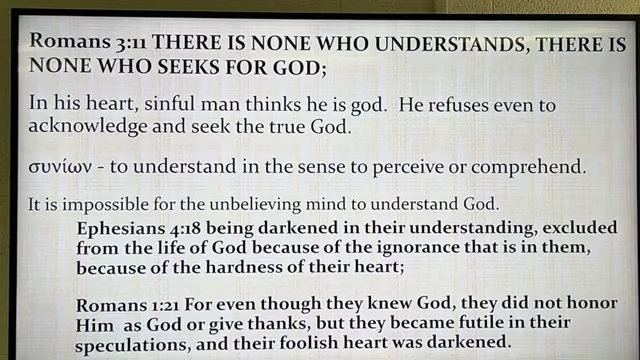 Romans 3:11 THERE IS NONE WHO UNDERSTANDS, THERE IS
NONE WHO SEEKS FOR GOD;
In his heart, sinful man thinks he is god.  He refuses even to
acknowledge and seek the true God.
συνίων - to understand in the sense to perceive or comprehend.
It is impossible for the unbelieving mind to understand God.
Ephesians 4:18 being darkened in their understanding, excluded
from the life of God because of the ignorance that is in them,
because of the hardness of their heart;
Romans 1:21 For even though they knew God, they did not honor
Him  as God or give thanks, but they became futile in their
speculations, and their foolish heart was darkened.